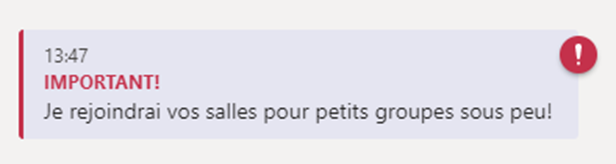 13:47
IMPORTANT!
Je rejoindrai vos salles pour petits groupes sous peu!